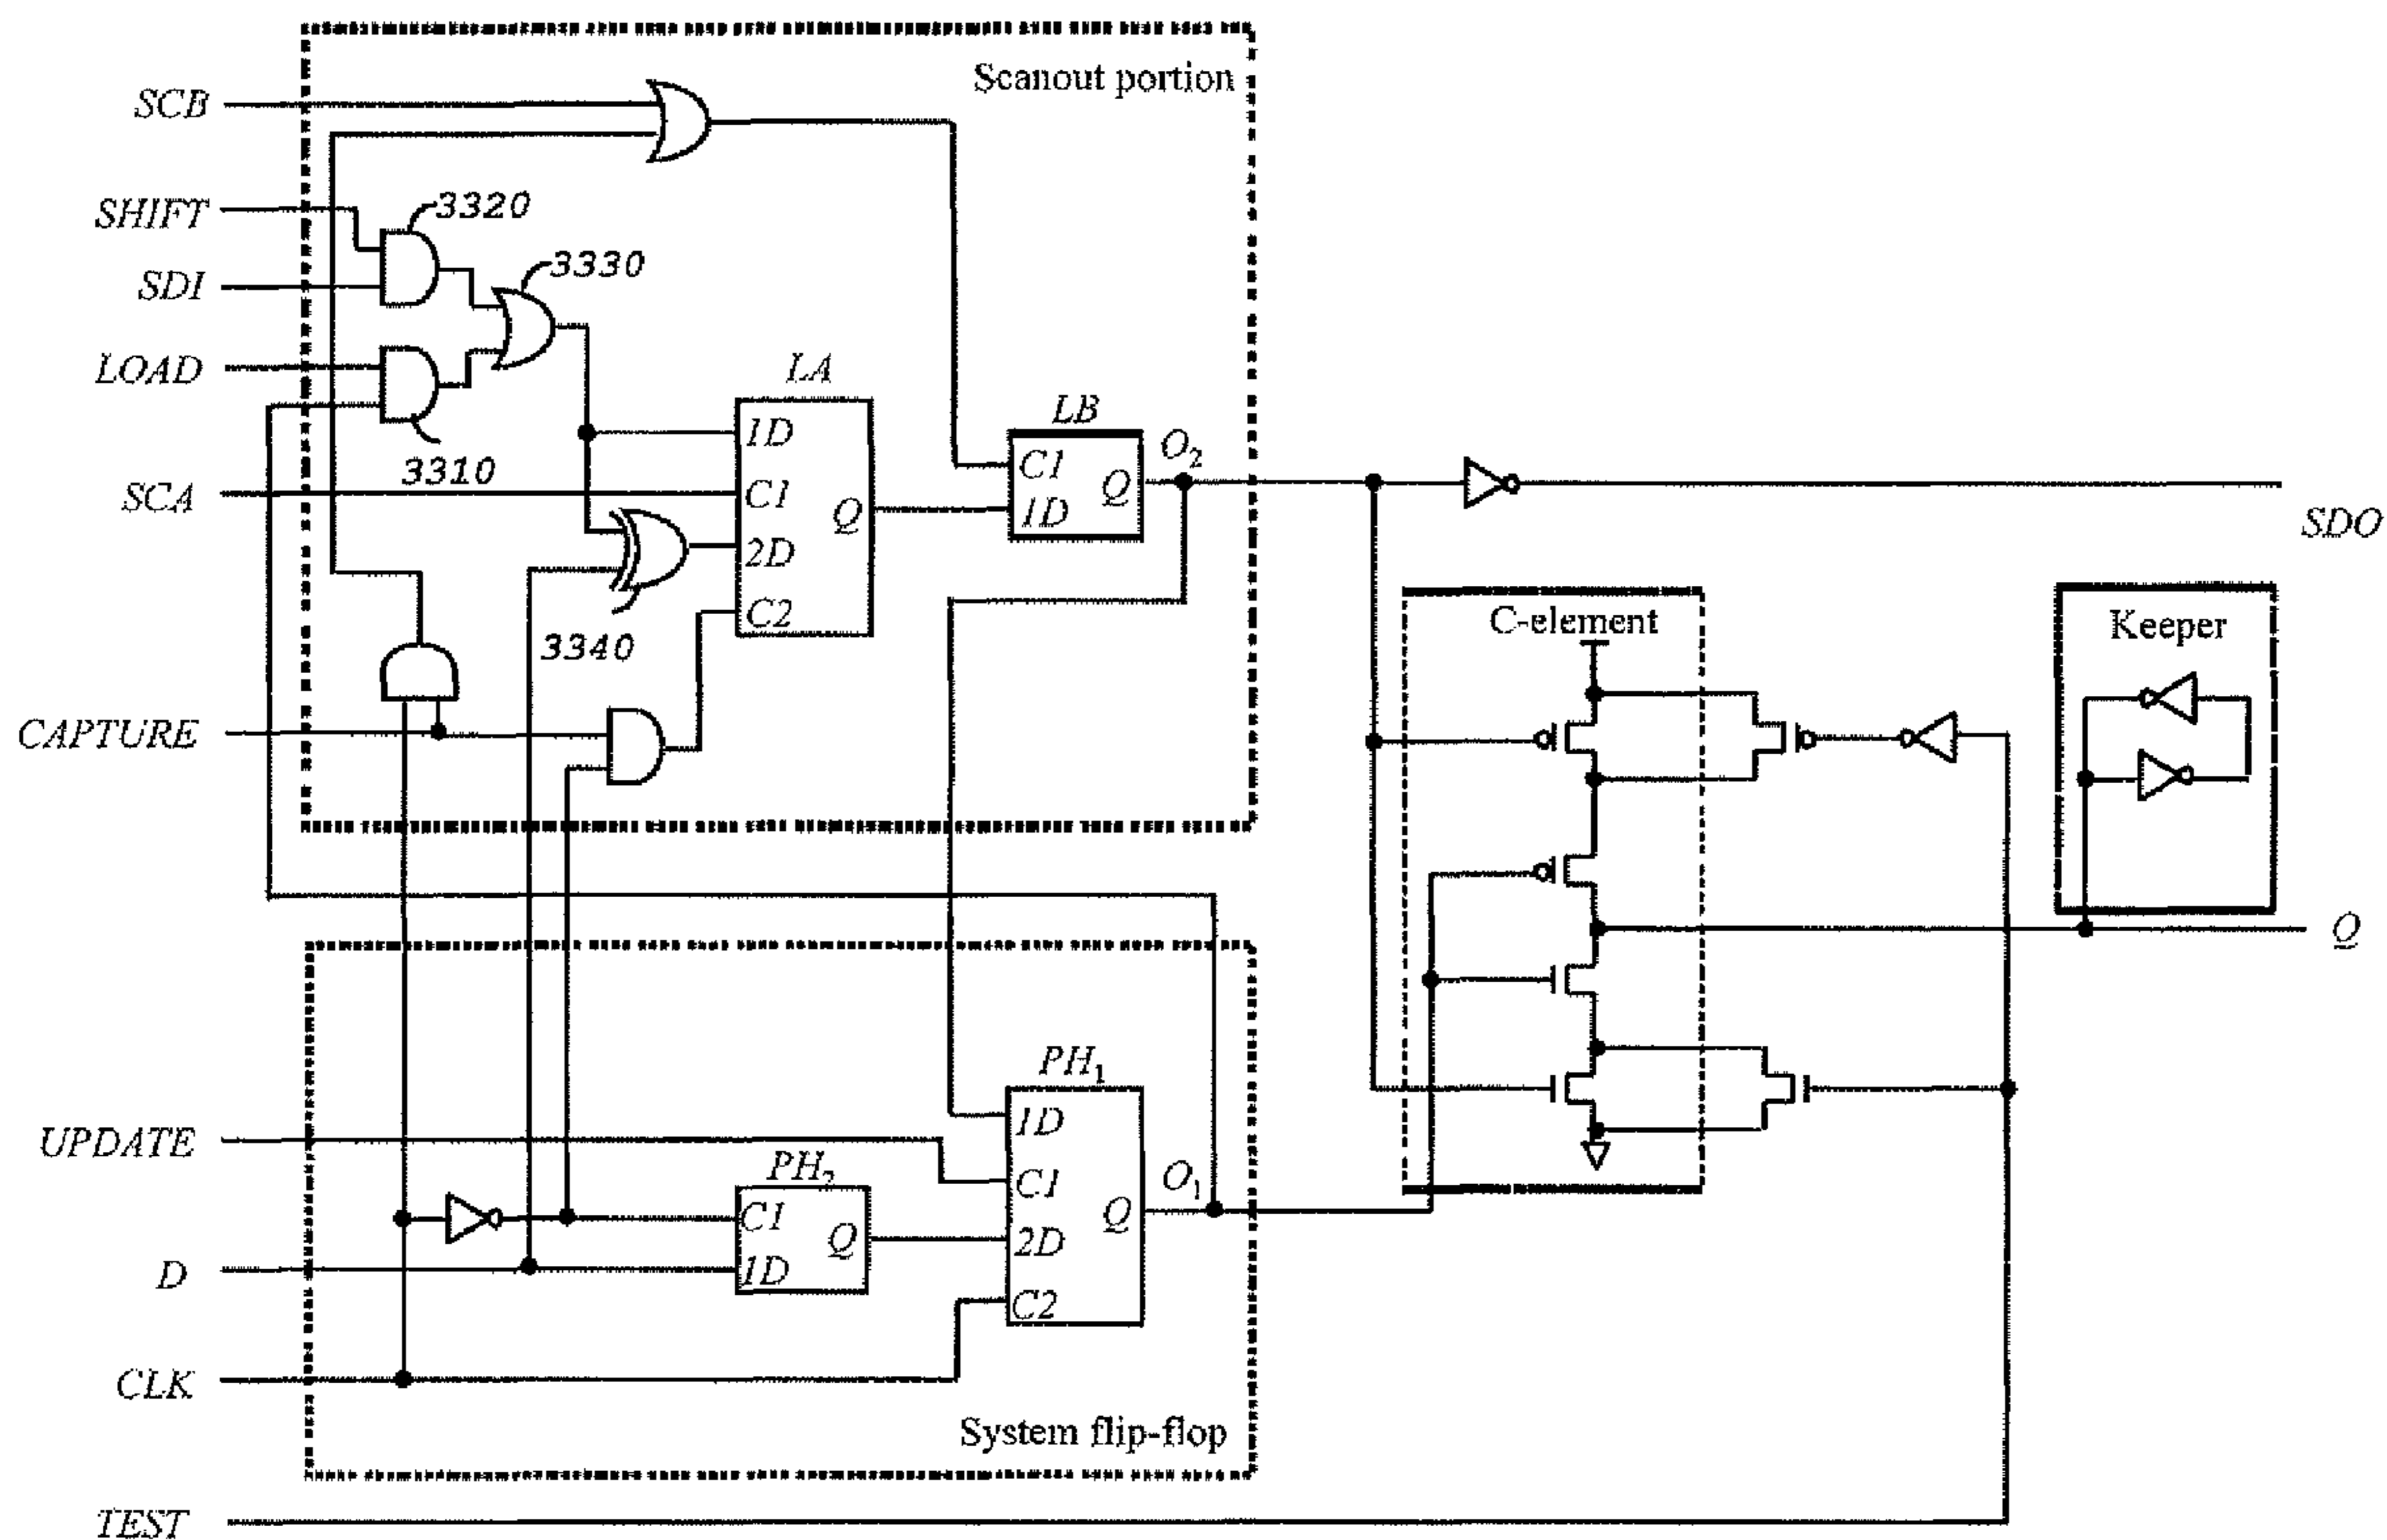 Scanout portion
SCB
SHIFT
3320
SDI
3330
LOAD
LA
1D
LB
O2
3310
C1
C1
Q
SCA
Q
1D
SDO
2D
C2
3340
C-element
Keeper
CAPTURE
Q
PH1
1D
UPDATE
PH2
C1
O1
C1
Q
Q
2D
D
1D
C2
CLK
System flip-flop
TEST